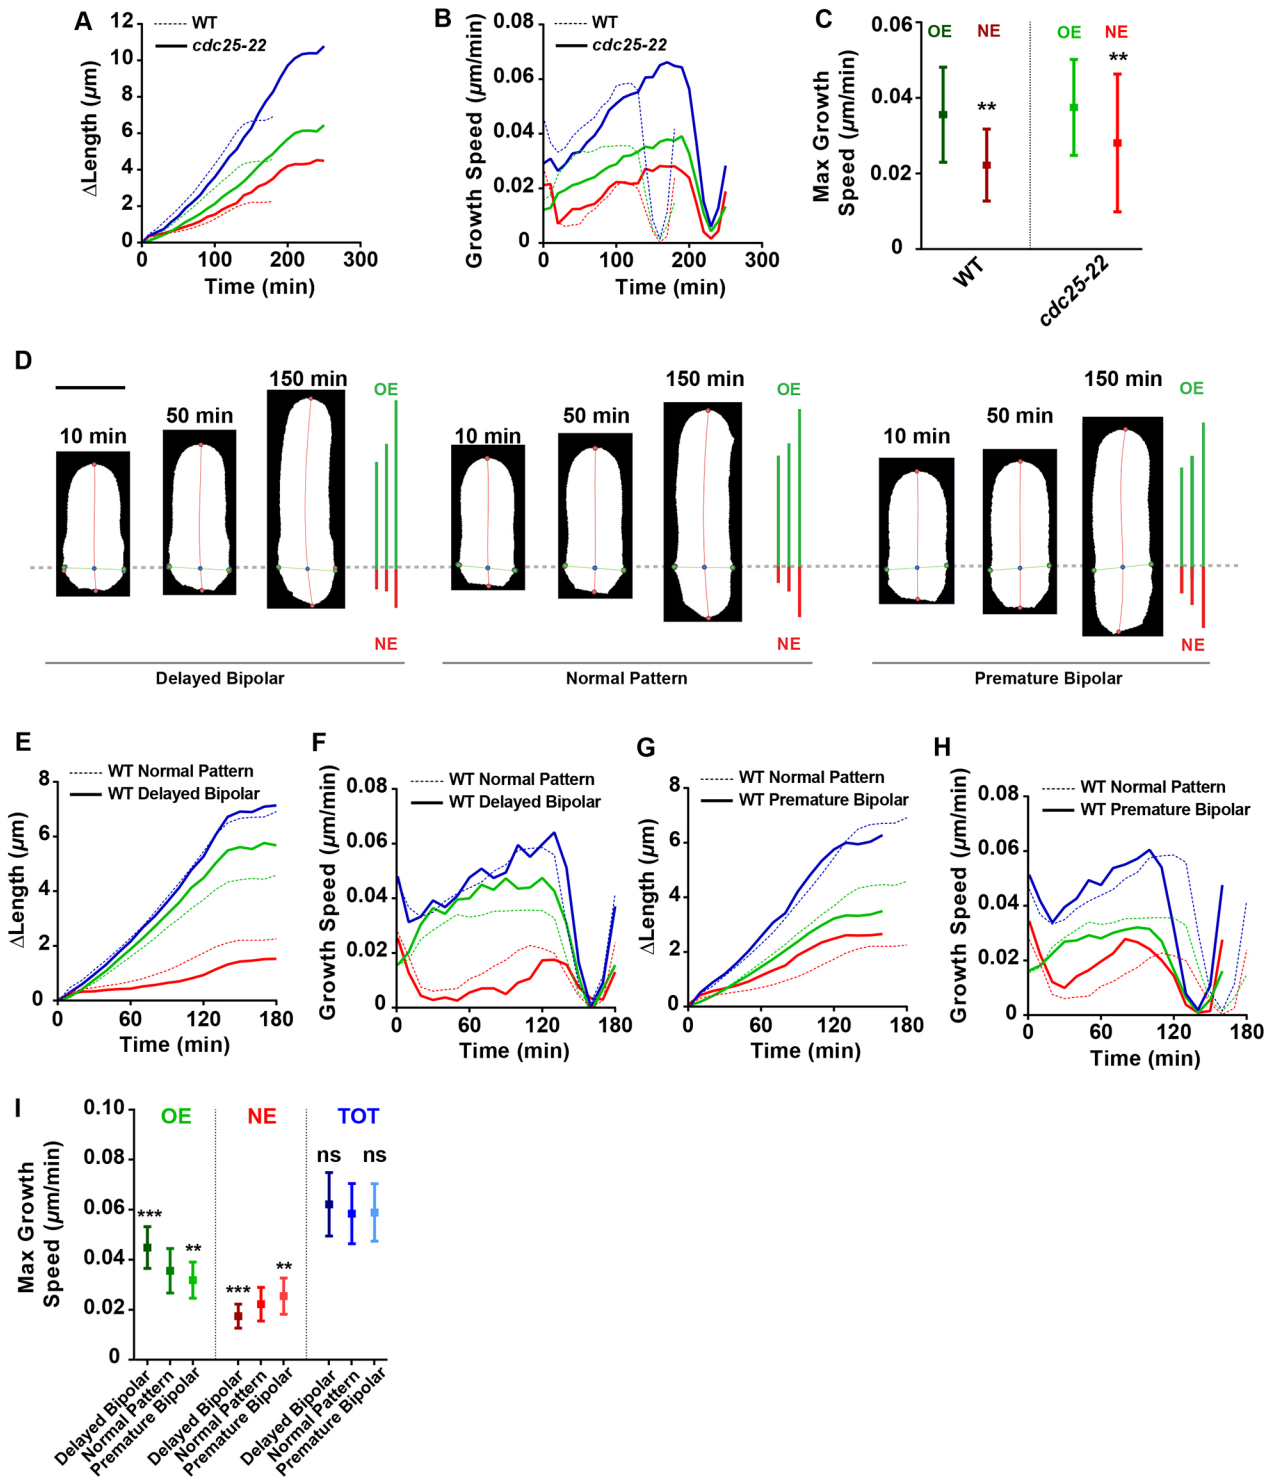 A
WT
cdc25-22
ΔLength (µm)
12
10
8
6
4
2
0
0 100 200 300
Time (min)
B
WT
cdc25-22
Growth Speed (µm/min)
0.08
0.06
0.04
0.02
0
0 100 200 300
Time (min)
C
OE NE OE NE
** **
Max Growth
Speed (µm/min)
0.06
0.04
0.02
0
WT
cdc25-22
D
10 min
50 min
150 min
OE
NE
Delayed Bipolar
10 min
50 min
150 min
OE
NE
Normal Pattern
10 min
50 min
150 min
OE
NE
Premature Bipolar
E
WT Normal Pattern
WT Delayed Bipolar
ΔLength (µm)
8
6
4
2
0
0 60 120 180
Time (min)
F
WT Normal Pattern
WT Delayed Bipolar
Growth Speed (µm/min)
0.08
0.06
0.04
0.02
0
0 60 120 180
Time (min)
G
WT Normal Pattern
WT Premature Bipolar
ΔLength (µm)
8
6
4
2
0
0 60 120 180
Time (min)
H
WT Normal Pattern
WT Premature Bipolar
Growth Speed (µm/min)
0.08
0.06
0.04
0.02
0
0 60 120 180
Time (min)
I
OE NE TOT
*** ** *** ** ns ns
Max Growth
Speed (µm/min)
0.10
0.08
0.06
0.04
0.02
0
Delayed Bipolar
Normal Pattern
Premature Bipolar
Delayed Bipolar
Normal Pattern
Premature Bipolar
Delayed Bipolar
Normal Pattern
Premature Bipolar